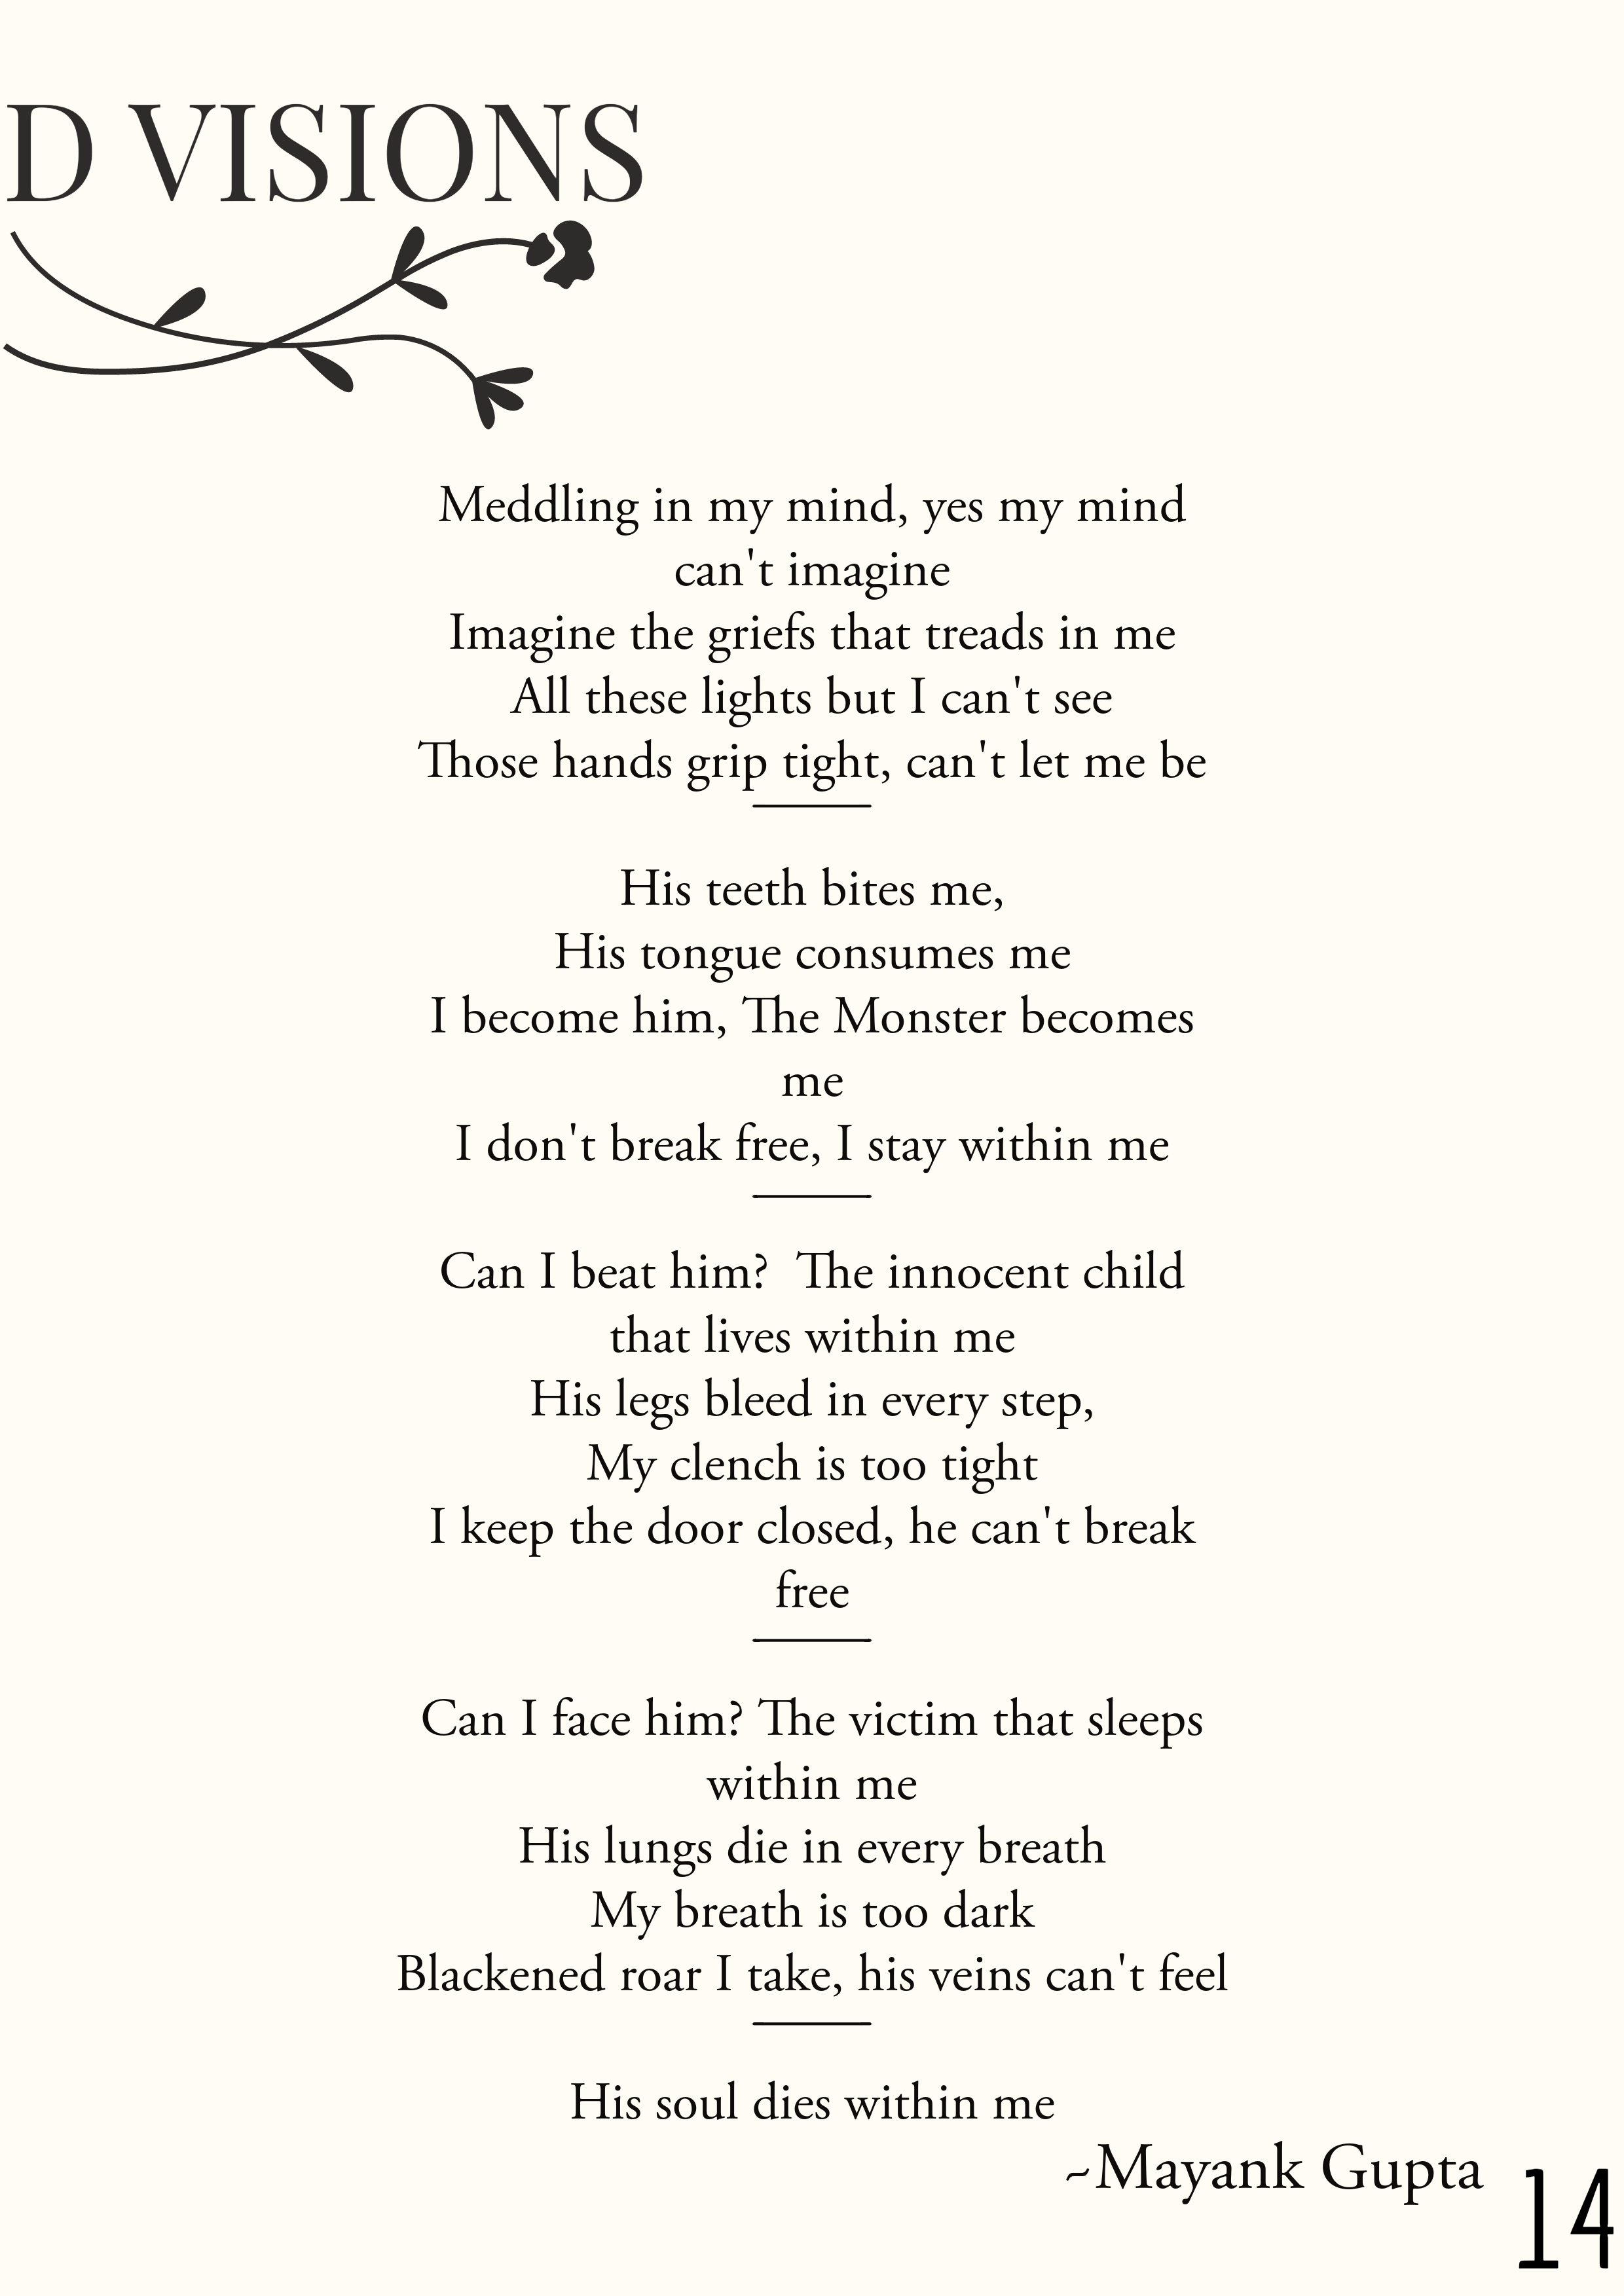 D VISIONS
Meddling in my mind, yes my mind
can't imagine
Imagine the griefs that treads in me
All these lights but I can't see
Those hands grip tight, can't let me be
His teeth bites me,
His tongue consumes me
I become him, The Monster becomes
me
I don't break free, I stay within me
Can I beat him?  The innocent child
that lives within me
His legs bleed in every step,
My clench is too tight
I keep the door closed, he can't break
free
Can I face him? The victim that sleeps
within me
His lungs die in every breath
My breath is too dark
Blackened roar I take, his veins can't feel
His soul dies within me
~Mayank Gupta
14